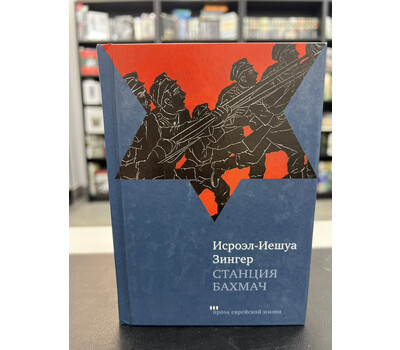 Исроэл-Иешуа
Зингер
СТАНЦИЯ
БАХМАЧ
проза еврейской жизни